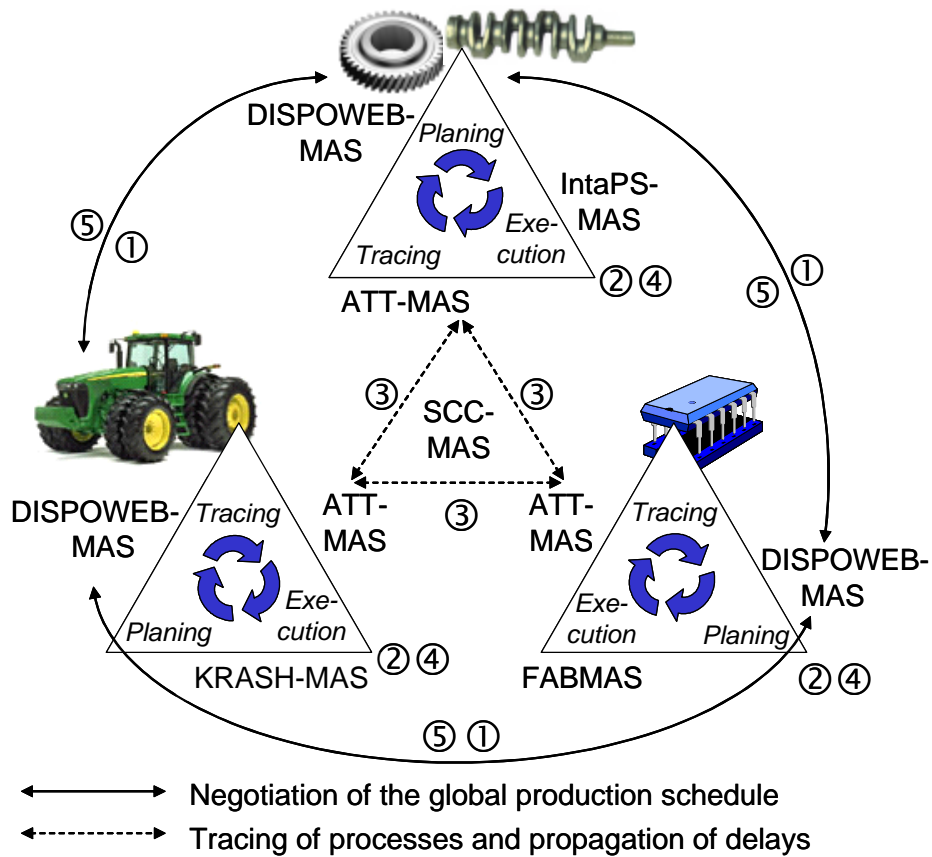 DISPOWEB-
MAS
Planing
IntaPS-
MAS
Exe-
cution
Tracing
ATT-MAS
② ④
⑤
①
①
⑤
③
③
SCC-
MAS
③
ATT-
MAS
ATT-
MAS
DISPOWEB-
MAS
Tracing
Exe-
cution
Planing
KRASH-MAS
② ④
Tracing
Exe-
cution
Planing
FABMAS
② ④
DISPOWEB-
MAS
⑤ ①
Negotiation of the global production schedule
Tracing of processes and propagation of delays